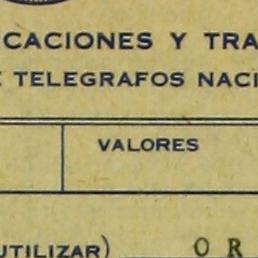 CACIONES Y TRA
E TELEGRAFOS NACI
VALORES
UTILIZAR) O R